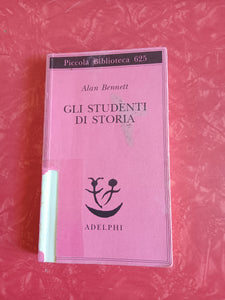 Piccola Biblioteca 625
Alan Bennett
GLI STUDENTI
DI STORIA
ADELPHI